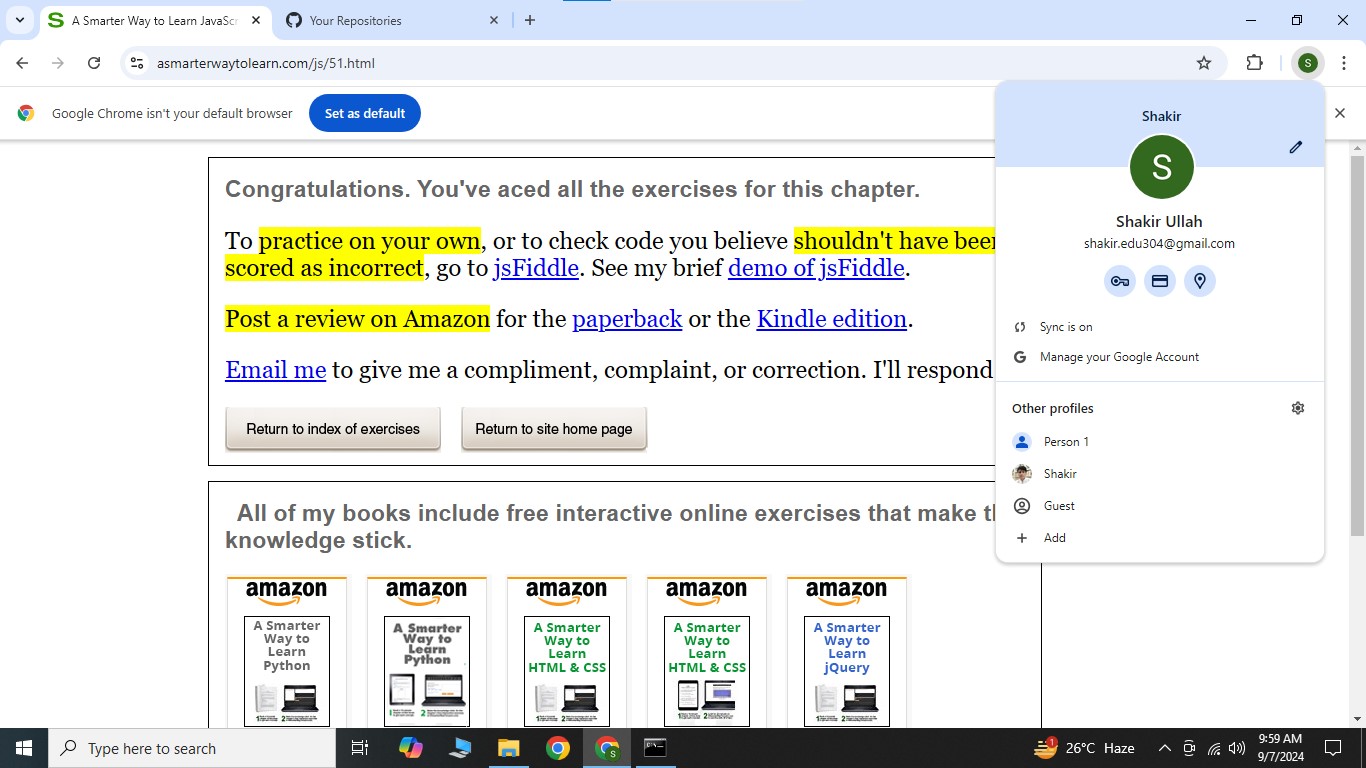 A Smarter Way to Learn JavaScr
Your Repositories
asmarterwaytolearn.com/js/51.html
S
Google Chrome isn't your default browser
Set as default
Shakir
S
Shakir Ullah
shakir.edu304@gmail.com
Sync is on
Manage your Google Account
Other profiles
Person 1
Shakir
Guest
Add
Congratulations. You've aced all the exercises for this chapter.
To practice on your own, or to check code you believe shouldn't have been
scored as incorrect, go to jsFiddle. See my brief demo of jsFiddle.
Post a review on Amazon for the paperback or the Kindle edition.
Email me to give me a compliment, complaint, or correction. I'll respond
Return to index of exercises
Return to site home page
All of my books include free interactive online exercises that make th
knowledge stick.
amazon
A Smarter
Way to
Learn
Python
amazon
A Smarter
Way to
Learn
Python
amazon
A Smarter
Way to
Learn
HTML & CSS
amazon
A Smarter
Way to
Learn
HTML & CSS
amazon
A Smarter
Way to
Learn
jQuery
Type here to search
S
1
26°C Haze
9:59 AM
9/7/2024